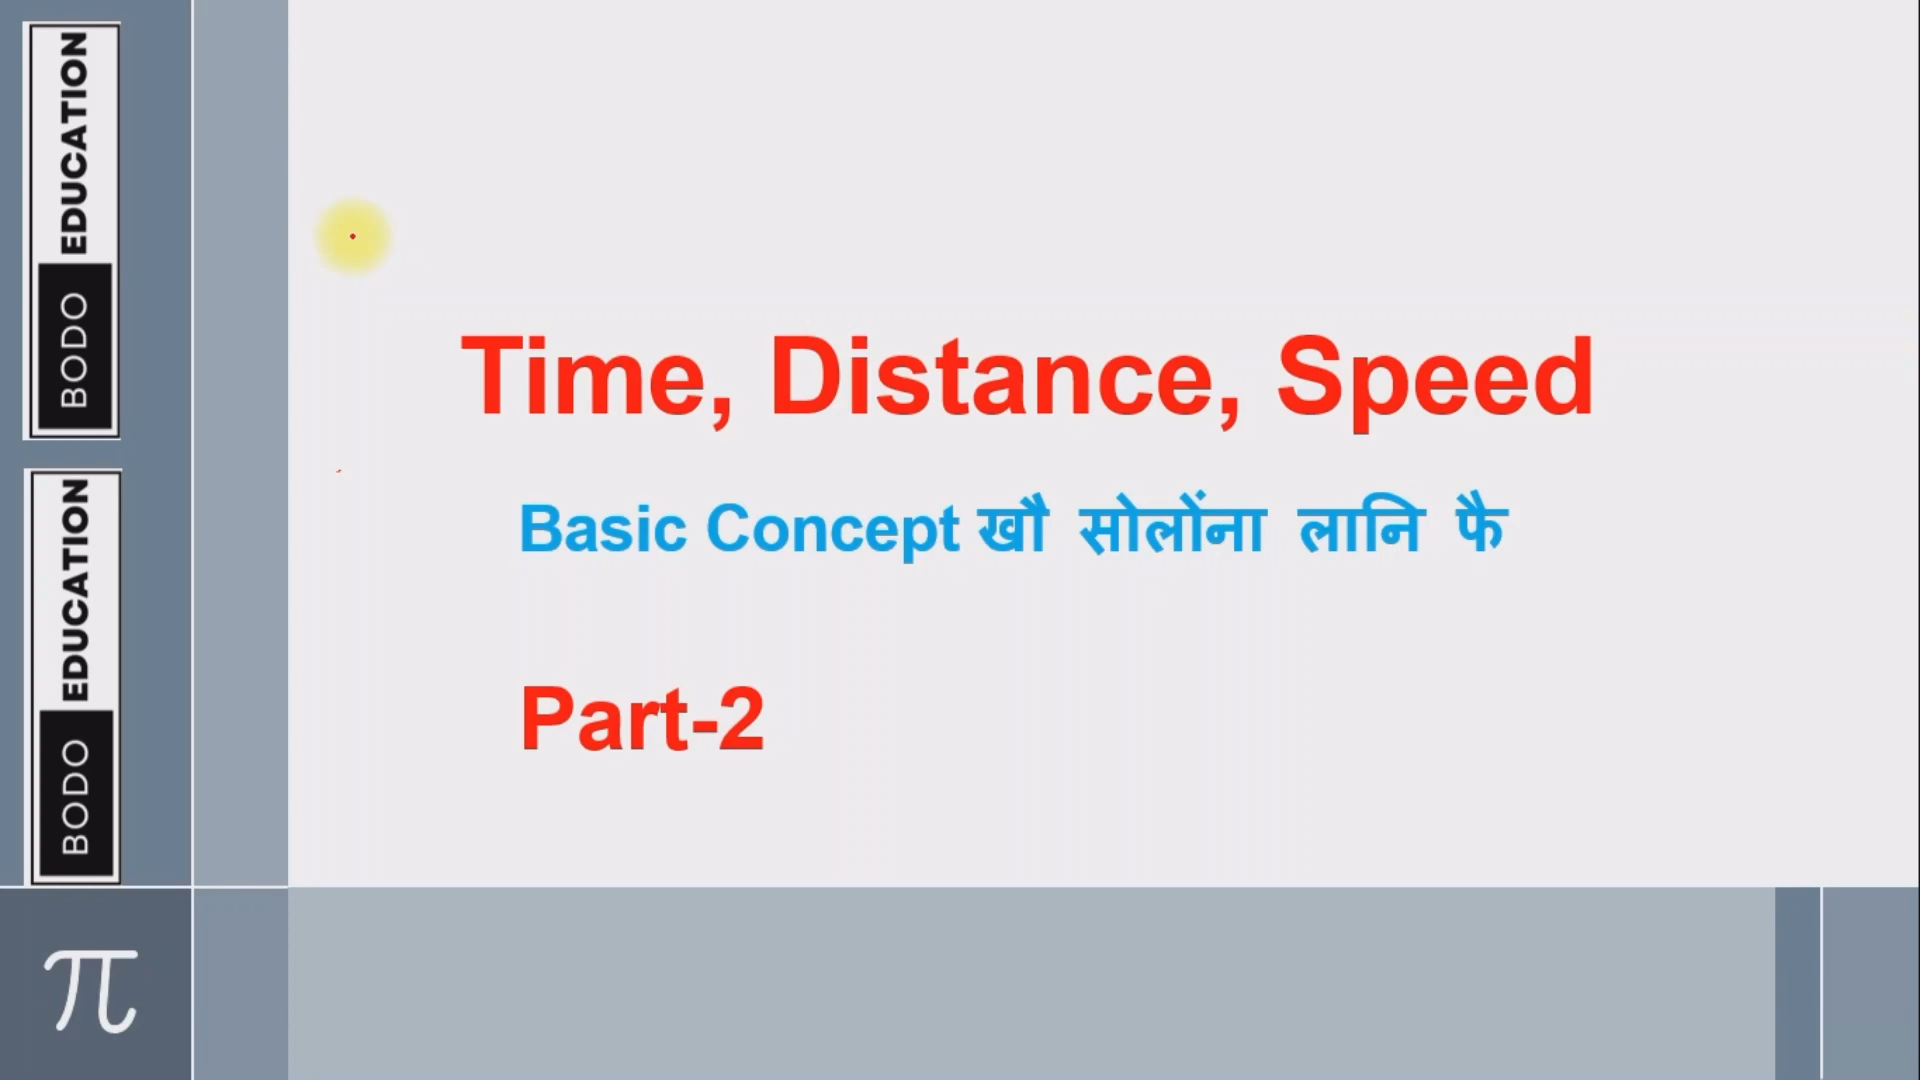 BODO EDUCATION
BODO EDUCATION
Time, Distance, Speed
Basic Concept खौ सोलोंना लानि फै
Part-2
π